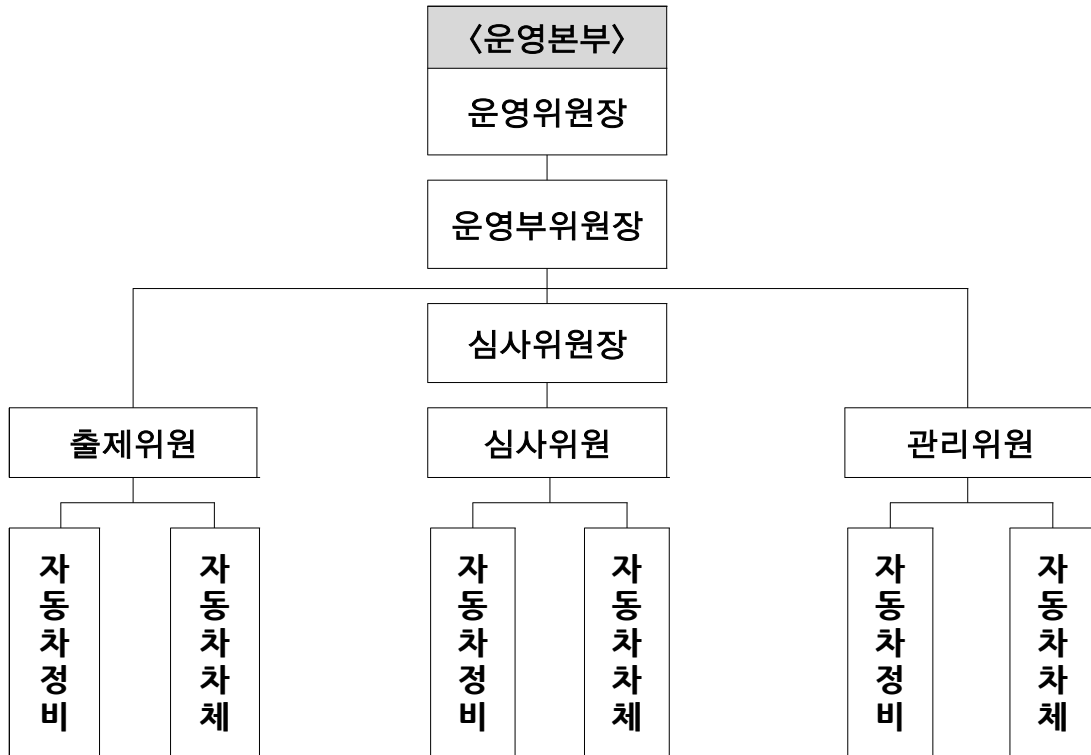 〈운영본부〉
운영위원장
운영부위원장
심사위원장
출제위원
심사위원
관리위원
자동차정비
자동차차체
자동차정비
자동차차체
자동차정비
자동차차체